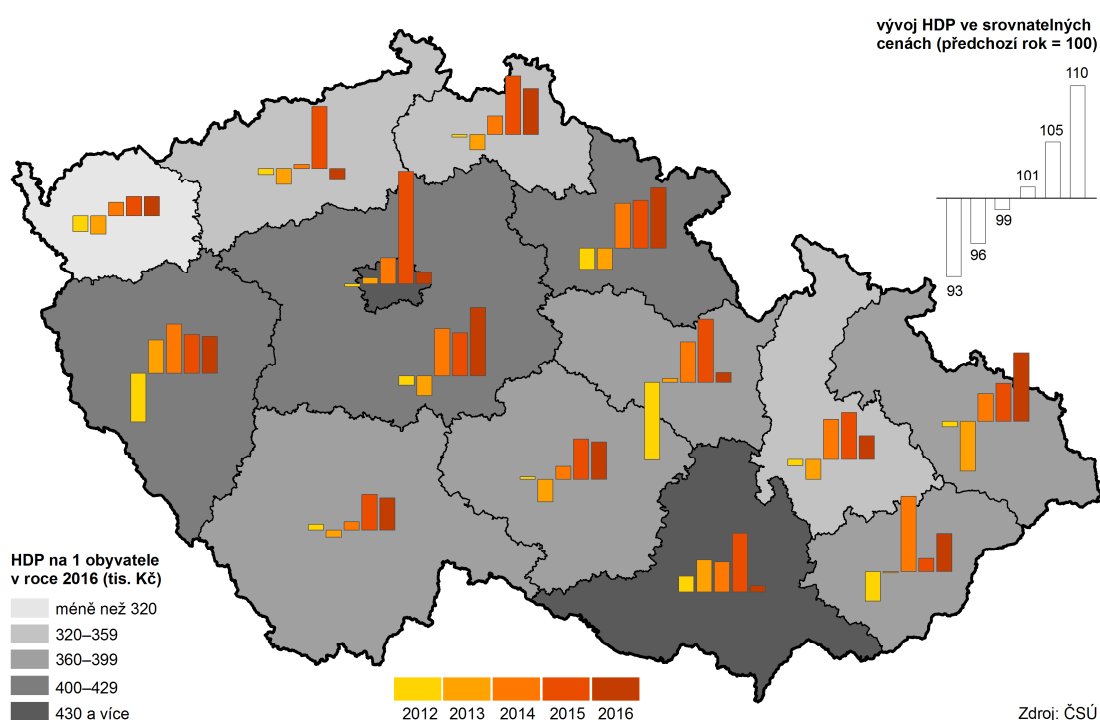 vývoj HDP ve srovnatelných
cenách (předchozí rok = 100)
110
105
101
99
96
93
HDP na 1 obyvatele
v roce 2016 (tis. Kč)
méně než 320
320–359
360–399
400–429
430 a více
2012 2013 2014 2015 2016
Zdroj: ČSÚ